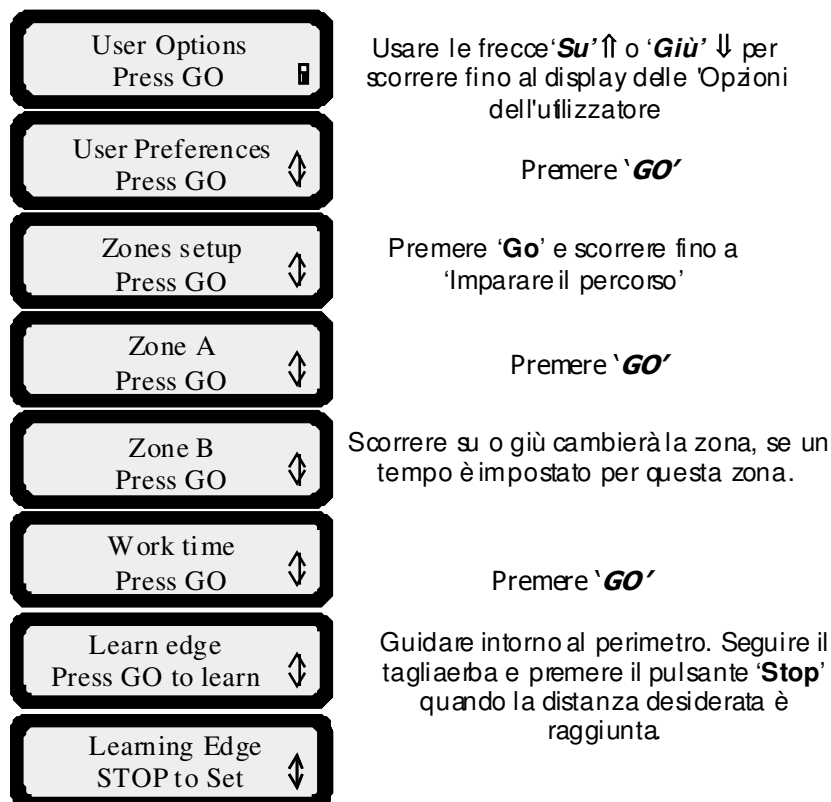 User Options
Press GO
Usare le frecce‘Su’⇑ o ‘Giù’ ⇓ per
scorrere fino al display delle 'Opzioni
dell'utilizzatore
User Preferences
Press GO
Premere ‘GO’
Zones setup
Press GO
Premere ‘Go’ e scorrere fino a
‘Imparare il percorso’
Zone A
Press GO
Premere ‘GO’
Zone B
Press GO
Scorrere su o giù cambierà la zona, se un
tempo è impostato per questa zona.
Work time
Press GO
Premere ‘GO’
Learn edge
Press GO to learn
Guidare intorno al perimetro. Seguire il
tagliaerba e premere il pulsante ‘Stop’
quando la distanza desiderata è
raggiunta.
Learning Edge
STOP to Set